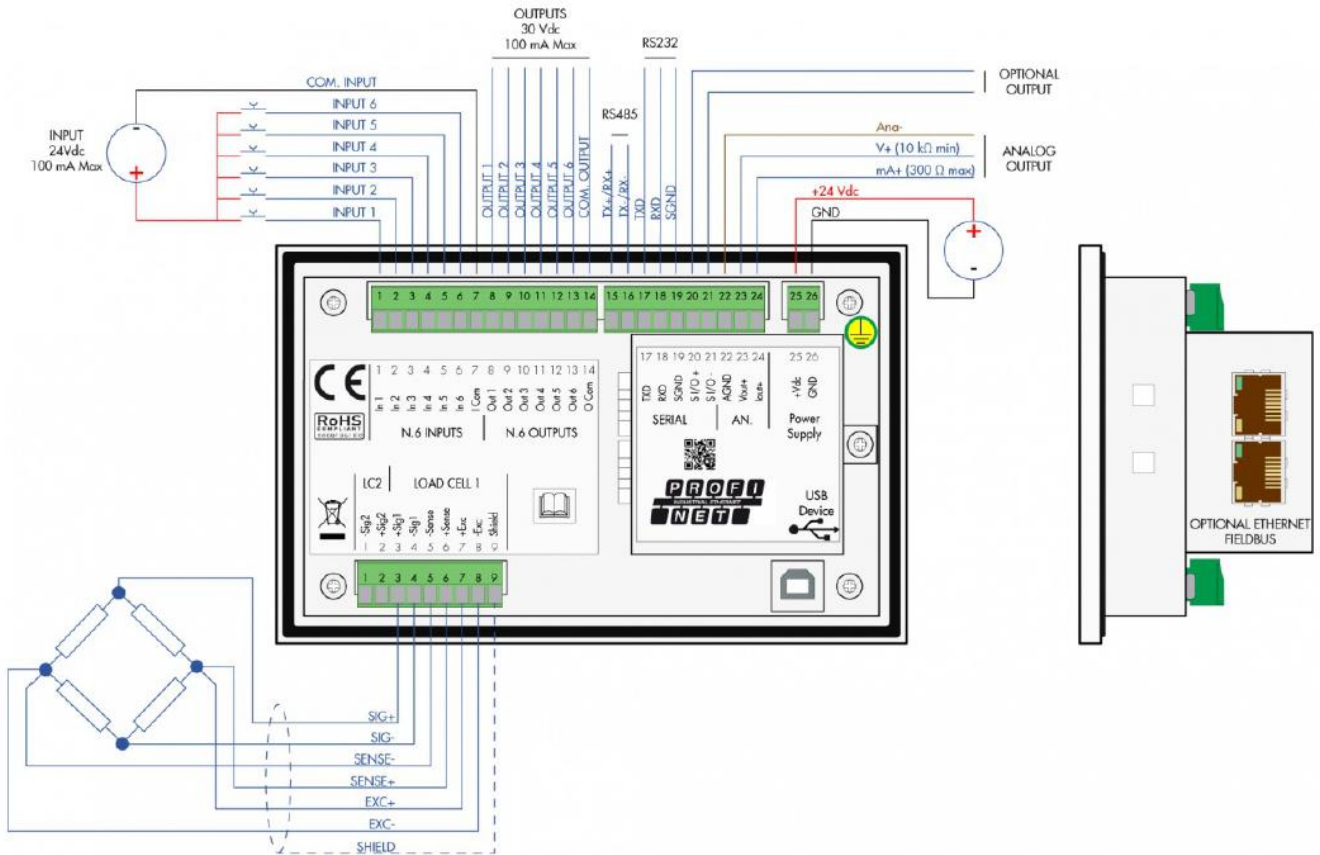 OUTPUTS
30 Vdc
100 mA Max
RS232
OPTIONAL
OUTPUT
RS485
COM. INPUT
INPUT 6
INPUT 5
INPUT 4
INPUT 3
INPUT 2
INPUT 1
INPUT
24Vdc
100 mA Max
-
+
OUTPUT 1
OUTPUT 2
OUTPUT 3
OUTPUT 4
OUTPUT 5
OUTPUT 6
COM. OUTPUT
TX+/RX+
TX-/RX-
TXD
RXD
SGND
Ana-
V+ (10 kΩ min)
mA+ (300 Ω max)
ANALOG
OUTPUT
+24 Vdc
GND
+
-
1 2 3 4 5 6 7 8 9 10 11 12 13 14
15 16 17 18 19 20 21 22 23 24
25 26
CE
RoHS
COMPLIANT
1 2 3 4 5 6 7 8 9 10 11 12 13 14
In 1
In 2
In 3
In 4
In 5
In 6
I Com
Out 1
Out 2
Out 3
Out 4
Out 5
Out 6
O Com
N.6 INPUTS
N.6 OUTPUTS
17 18 19 20 21 22 23 24 25 26
TXD
RXD
SGND
S I/O +
S I/O -
AGND
Vout+
Iout+
+Vdc
GND
SERIAL
AN.
Power
Supply
PROFI
INDUSTRIAL ETHERNET
NET
USB
Device
LC2
LOAD CELL 1
-Sig2
+Sig2
+Sig1
-Sig1
-Sense
+Sense
+Exc
-Exc
Shield
1 2 3 4 5 6 7 8 9
1 2 3 4 5 6 7 8 9
OPTIONAL ETHERNET
FIELDBUS
SIG+
SIG-
SENSE-
SENSE+
EXC+
EXC-
SHIELD